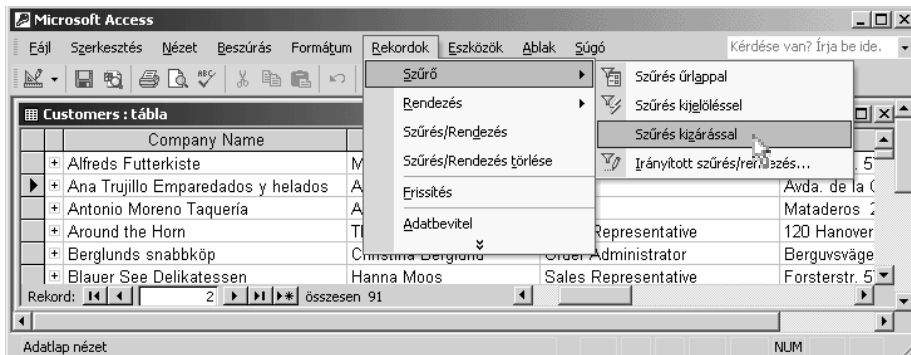 Microsoft Access
Fájl Szerkesztés Nézet Beszúrás Formátum Rekordok Eszközök Ablak Súgó Kérdése van? Írja be ide.
Szűrő
Rendezés
Szűrés/Rendezés
Szűrés/Rendezés törlése
Frissítés
Adatbevitel
Szűrés űrlappal
Szűrés kijelöléssel
Szűrés kizárással
Irányított szűrés/rendezés...
Customers : tábla
Company Name
Alfreds Futterkiste
Ana Trujillo Emparedados y helados Avda. de la
Antonio Moreno Taquería Mataderos 2
Around the Horn Representative 120 Hanover
Berglunds snabbköp Christina Berglund Order Administrator Berguvsväge
Blauer See Delikatessen Hanna Moos Sales Representative Forsterstr. 5
Rekord: 2 összesen 91
Adatlap nézet NUM